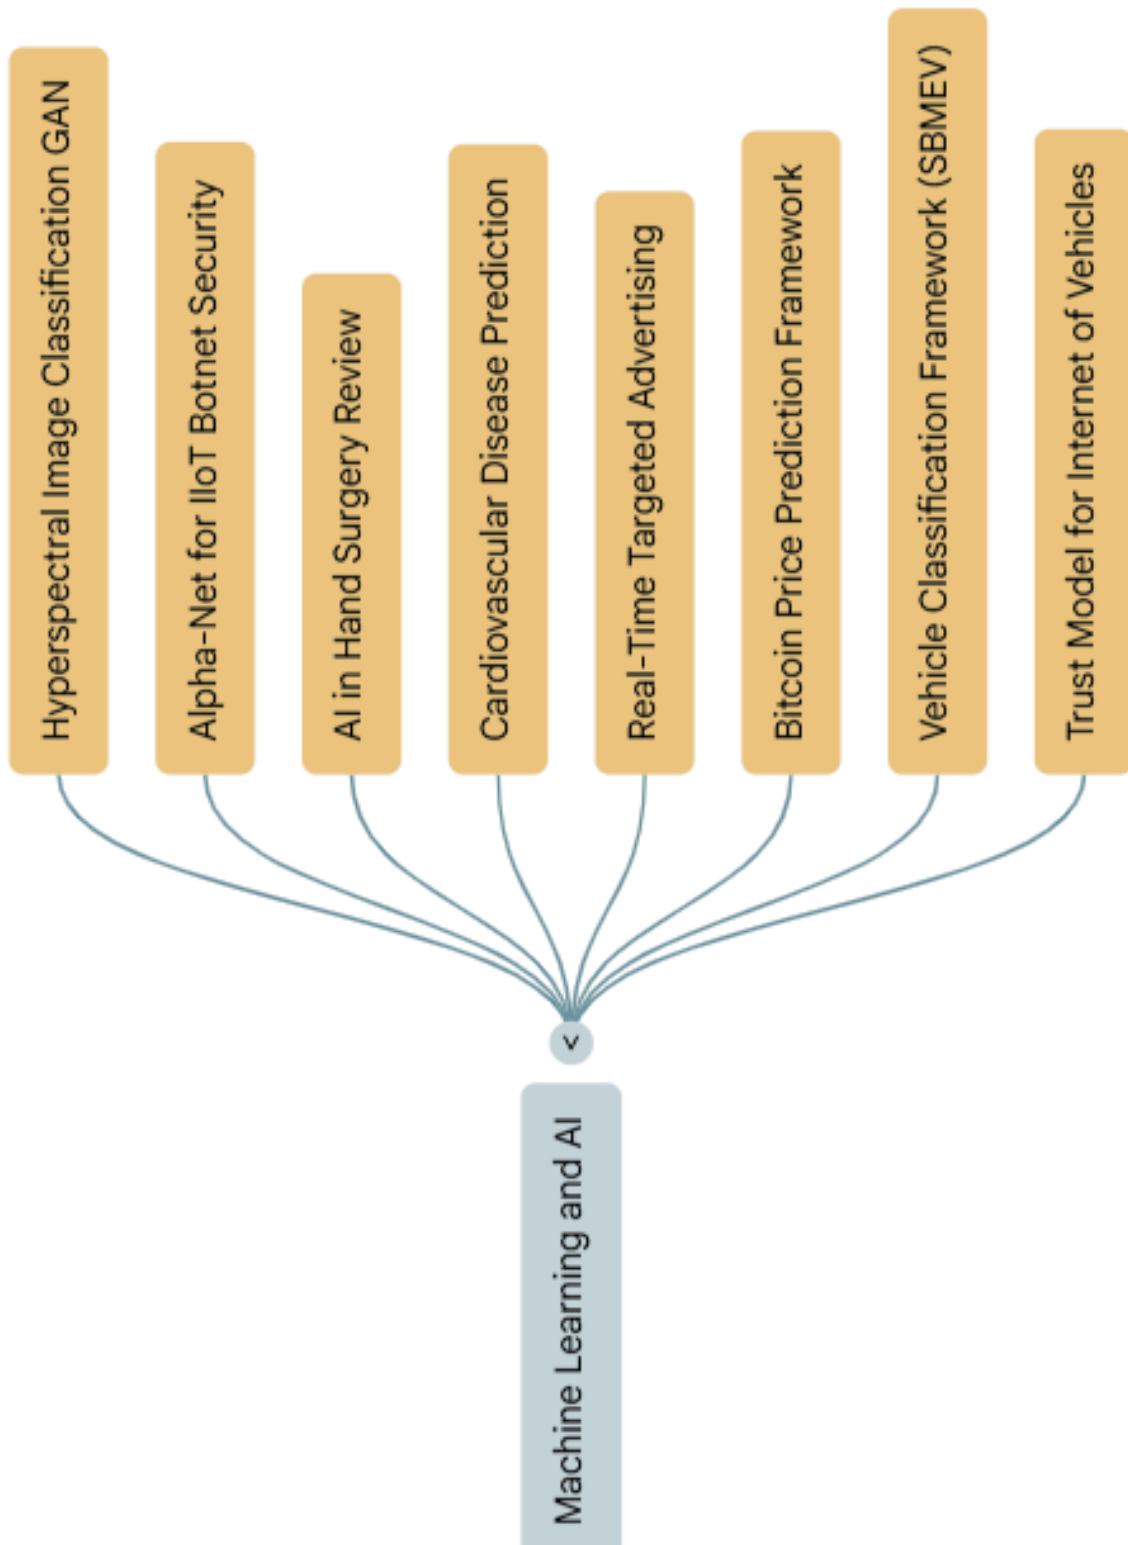 Hyperspectral Image Classification GAN
Alpha-Net for IIoT Botnet Security
AI in Hand Surgery Review
Cardiovascular Disease Prediction
Real-Time Targeted Advertising
Bitcoin Price Prediction Framework
Vehicle Classification Framework (SBMEV)
Trust Model for Internet of Vehicles
<
Machine Learning and AI